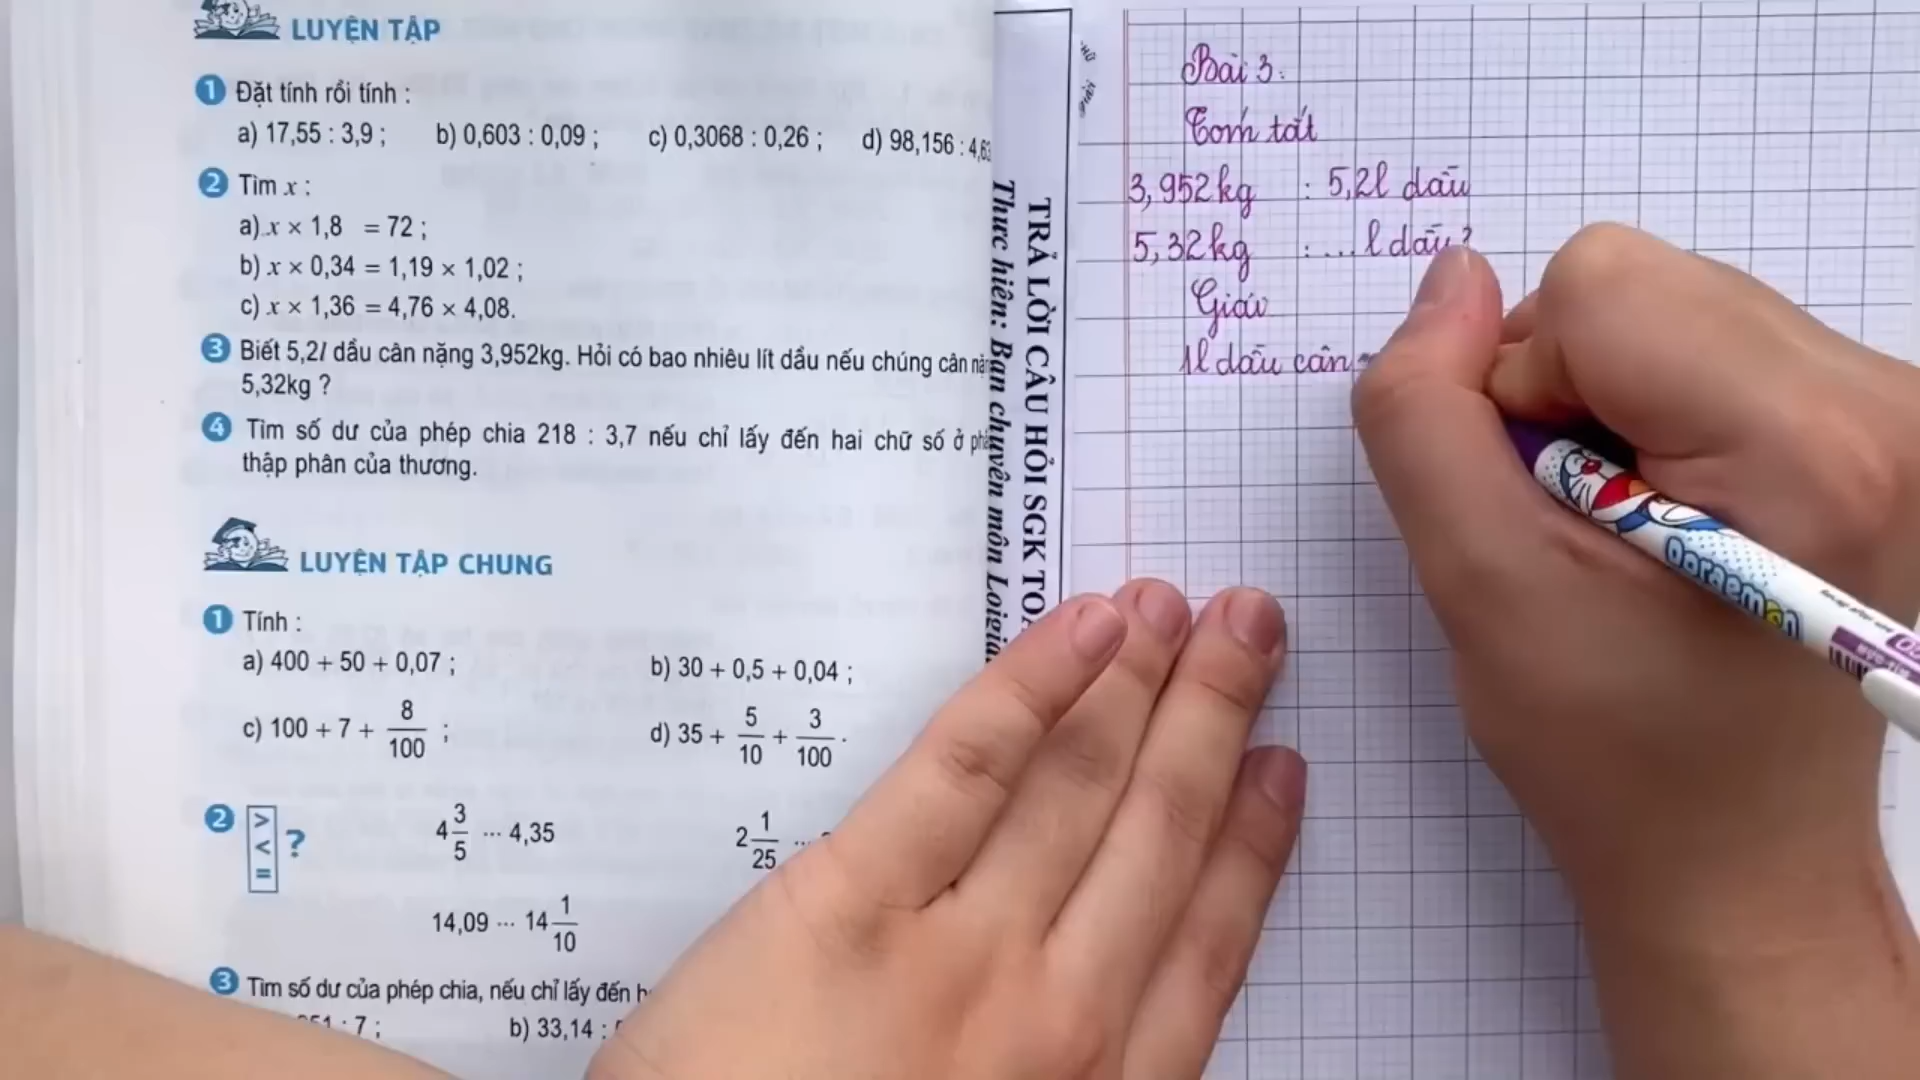 LUYỆN TẬP
1 Đặt tính rồi tính :
a) 17,55 : 3,9 ; b) 0,603 : 0,09 ; c) 0,3068 : 0,26 ; d) 98,156 : 4,63
2 Tìm x :
a) x × 1,8 = 72 ;
b) x × 0,34 = 1,19 × 1,02 ;
c) x × 1,36 = 4,76 × 4,08.
3 Biết 5,2l dầu cân nặng 3,952kg. Hỏi có bao nhiêu lít dầu nếu chúng cân
5,32kg ?
4 Tìm số dư của phép chia 218 : 3,7 nếu chỉ lấy đến hai chữ số ở
thập phân của thương.
LUYỆN TẬP CHUNG
1 Tính :
a) 400 + 50 + 0,07 ; b) 30 + 0,5 + 0,04 ;
c) 100 + 7 + 8/100 ; d) 35 + 5/10 + 3/100 .
2 > < = ? 4 3/5 ... 4,35 2 1/25 ...
14,09 ... 14 1/10
3 Tìm số dư của phép chia, nếu chỉ lấy đến
: 7 ; b) 33,14 :
TRẢ LỜI CÂU HỎI SGK
Thực hiện: Ban chuyên môn
Bài 3:
Tóm tắt
3,952kg : 5,2l dầu
5,32kg : ... l dầu?
Giải
1l dầu cân
Doraemon